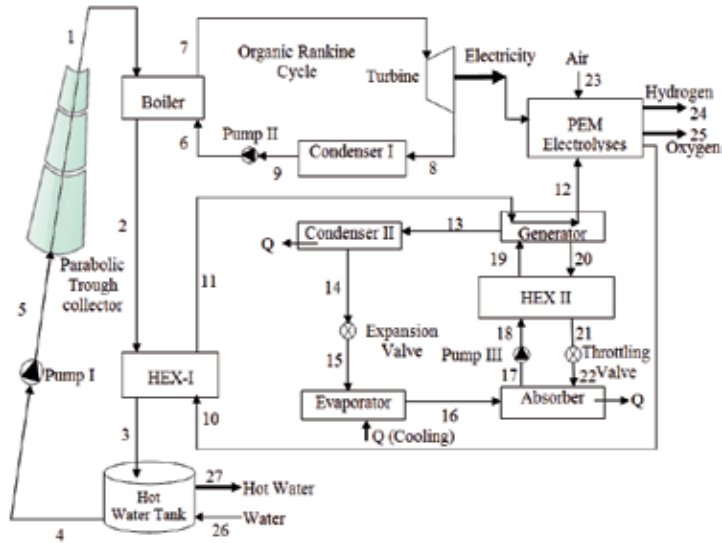 1
7
Organic Rankine
Cycle
Turbine
Electricity
Air
23
Hydrogen
24
25
Oxygen
Boiler
PEM
Electrolyses
6
Pump II
Condenser I
9
8
12
2
Parabolic
Trough
collector
5
11
Q
Condenser II
13
Generator
19
20
14
HEX II
Expansion
Valve
18
21
15
Pump III
Throttling
Valve
17
22
Pump I
HEX-I
Evaporator
16
Absorber
Q
3
10
Q (Cooling)
27
Hot Water
Hot
Water Tank
Water
4
26